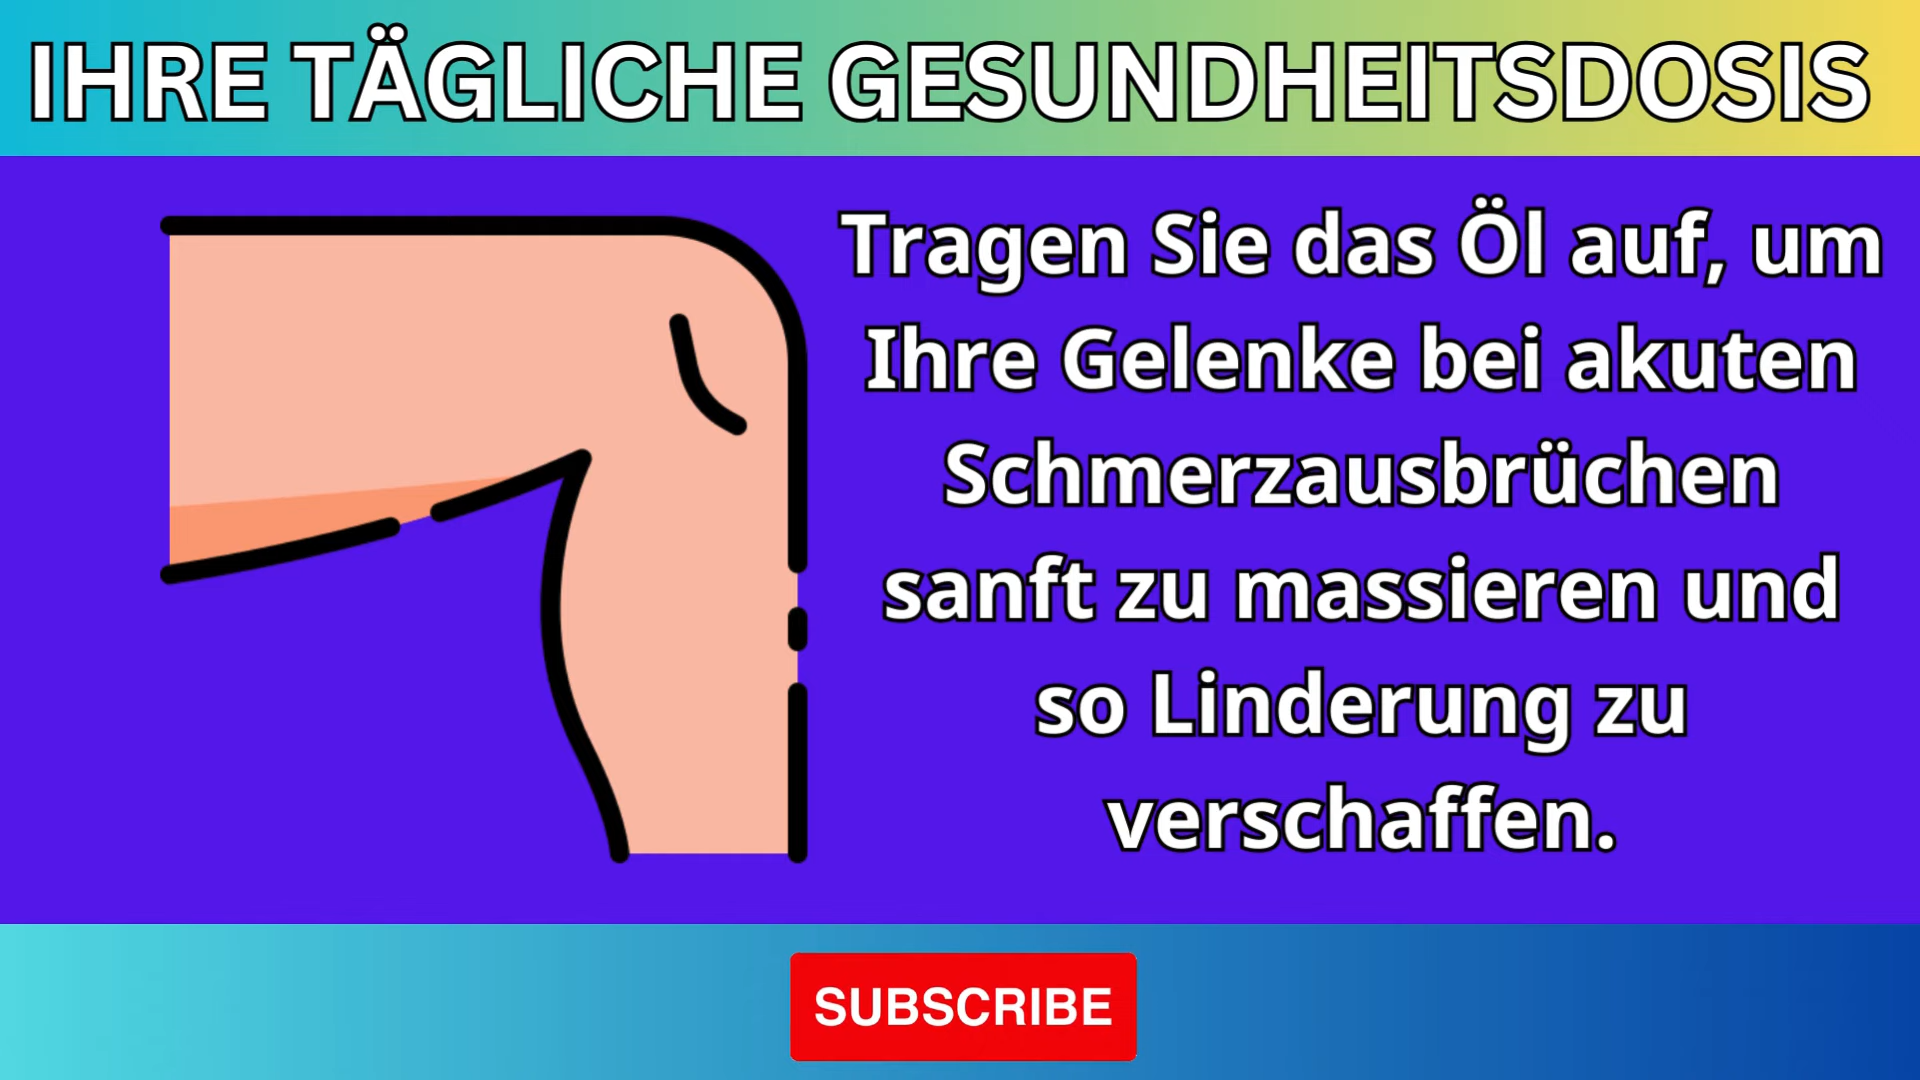 IHRE TÄGLICHE GESUNDHEITSDOSIS
Tragen Sie das Öl auf, um
Ihre Gelenke bei akuten
Schmerzausbrüchen
sanft zu massieren und
so Linderung zu
verschaffen.
SUBSCRIBE